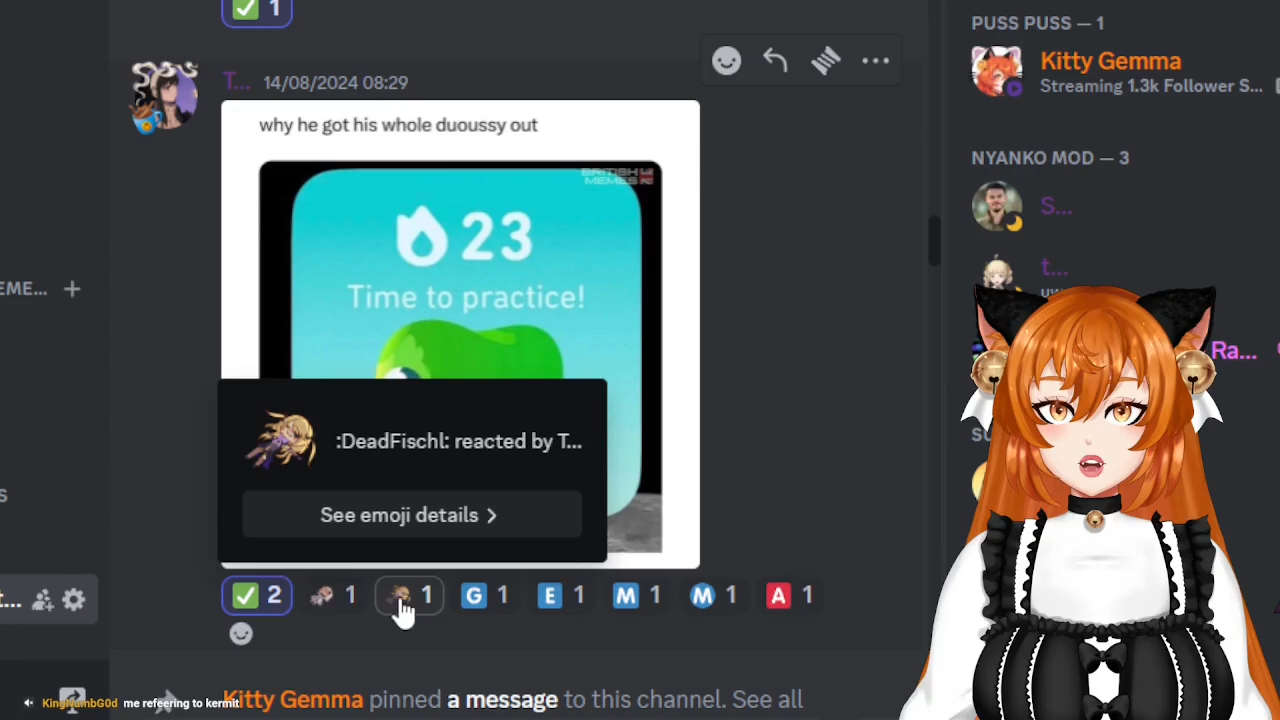 1
PUSS PUSS — 1
Kitty Gemma
Streaming 1.3k Follower S...
T... 14/08/2024 08:29
why he got his whole duoussy out
NYANKO MOD — 3
BRITISH
MEMES
23
S...
Time to practice!
t...
EME...
Ra...
:DeadFischl: reacted by T...
See emoji details
S
t...
2 1 1 G 1 E 1 M 1 M 1 A 1
Kitty Gemma pinned a message to this channel. See all
KingNumbG0d me refeering to kermit